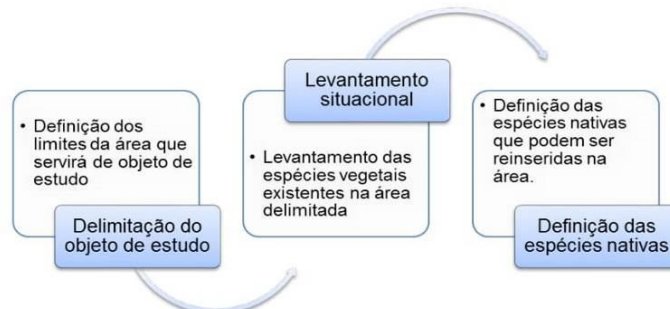 • Definição dos
limites da área que
servirá de objeto de
estudo
Delimitação do
objeto de estudo
Levantamento
situacional
• Levantamento das
espécies vegetais
existentes na área
delimitada
• Definição das
espécies nativas
que podem ser
reinseridas na
área.
Definição das
espécies nativas